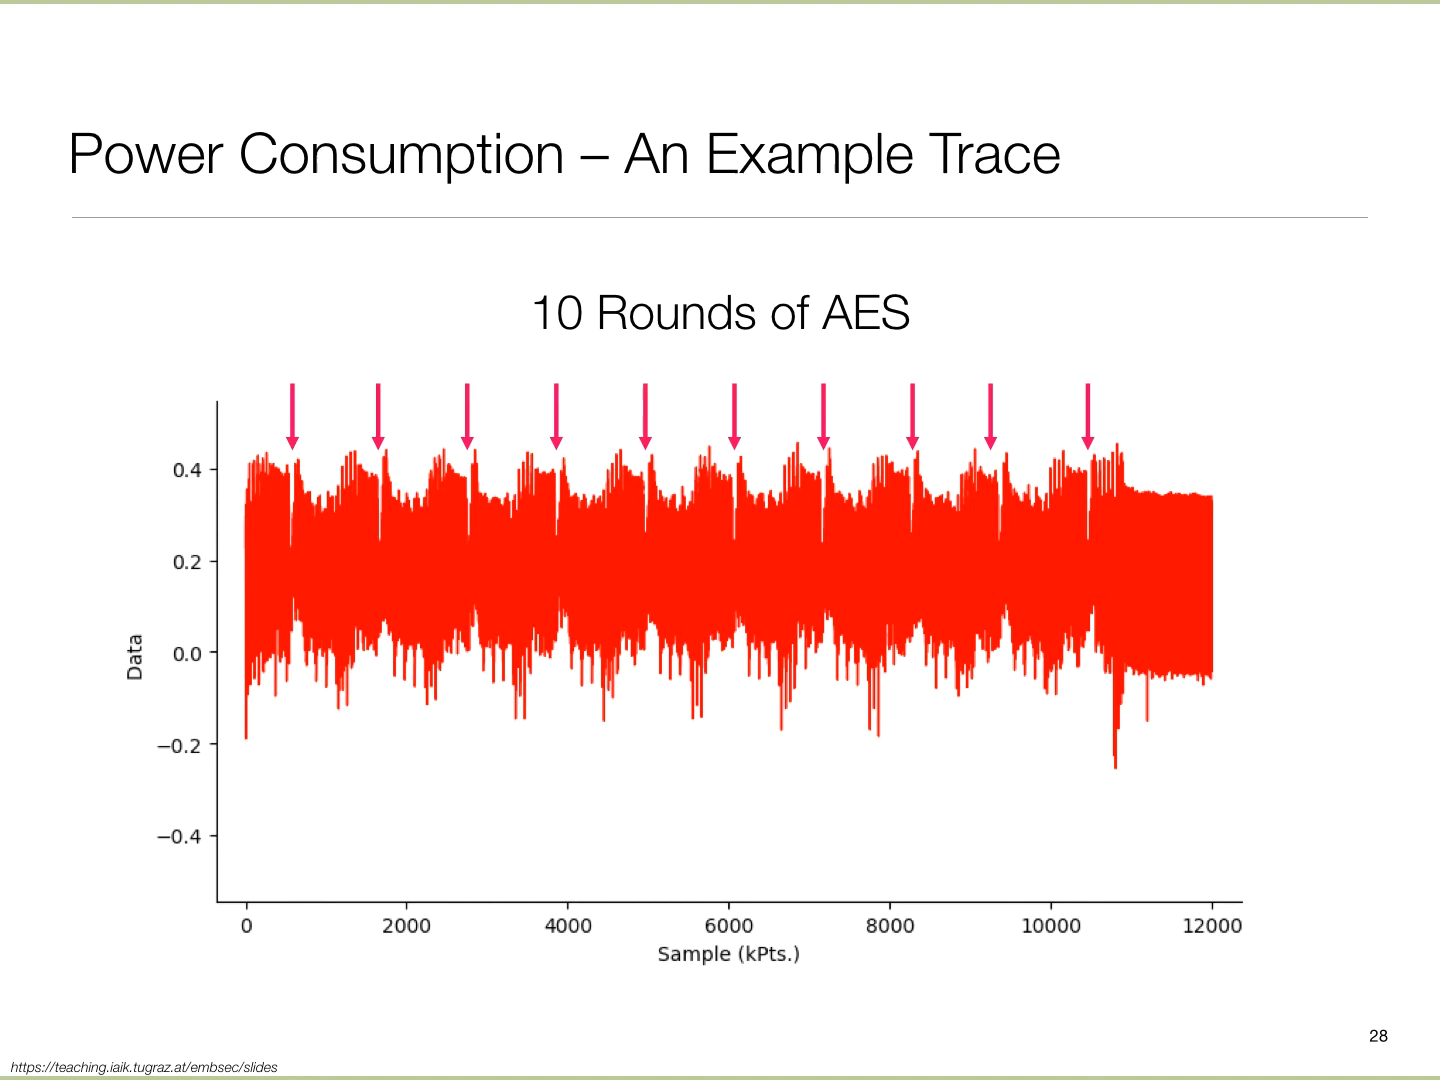 Power Consumption – An Example Trace
10 Rounds of AES
0.4
0.2
0.0
−0.2
−0.4
Data
0 2000 4000 6000 8000 10000 12000
Sample (kPts.)
28
https://teaching.iaik.tugraz.at/embsec/slides